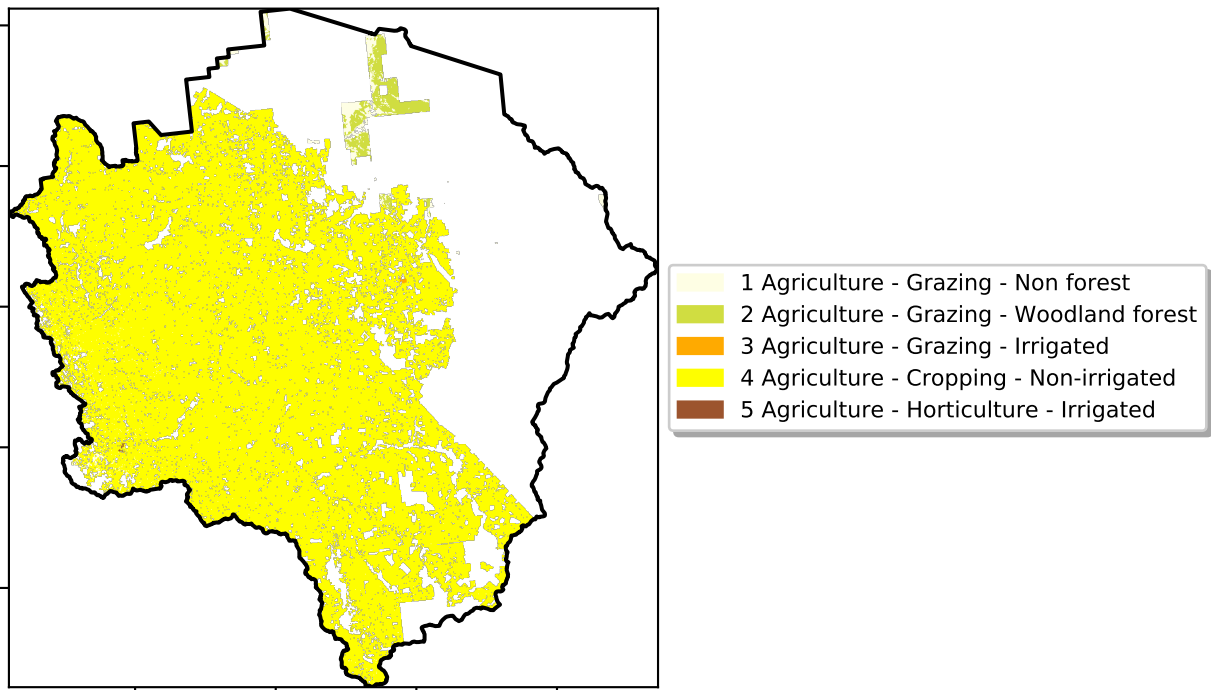 1 Agriculture - Grazing - Non forest
2 Agriculture - Grazing - Woodland forest
3 Agriculture - Grazing - Irrigated
4 Agriculture - Cropping - Non-irrigated
5 Agriculture - Horticulture - Irrigated